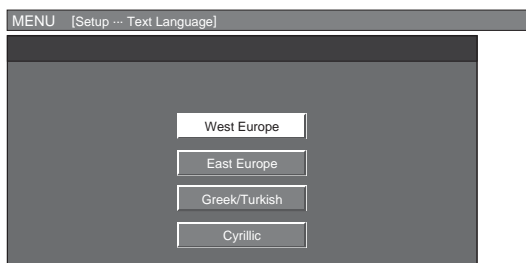 MENU [Setup ··· Text Language]
West Europe
East Europe
Greek/Turkish
Cyrillic